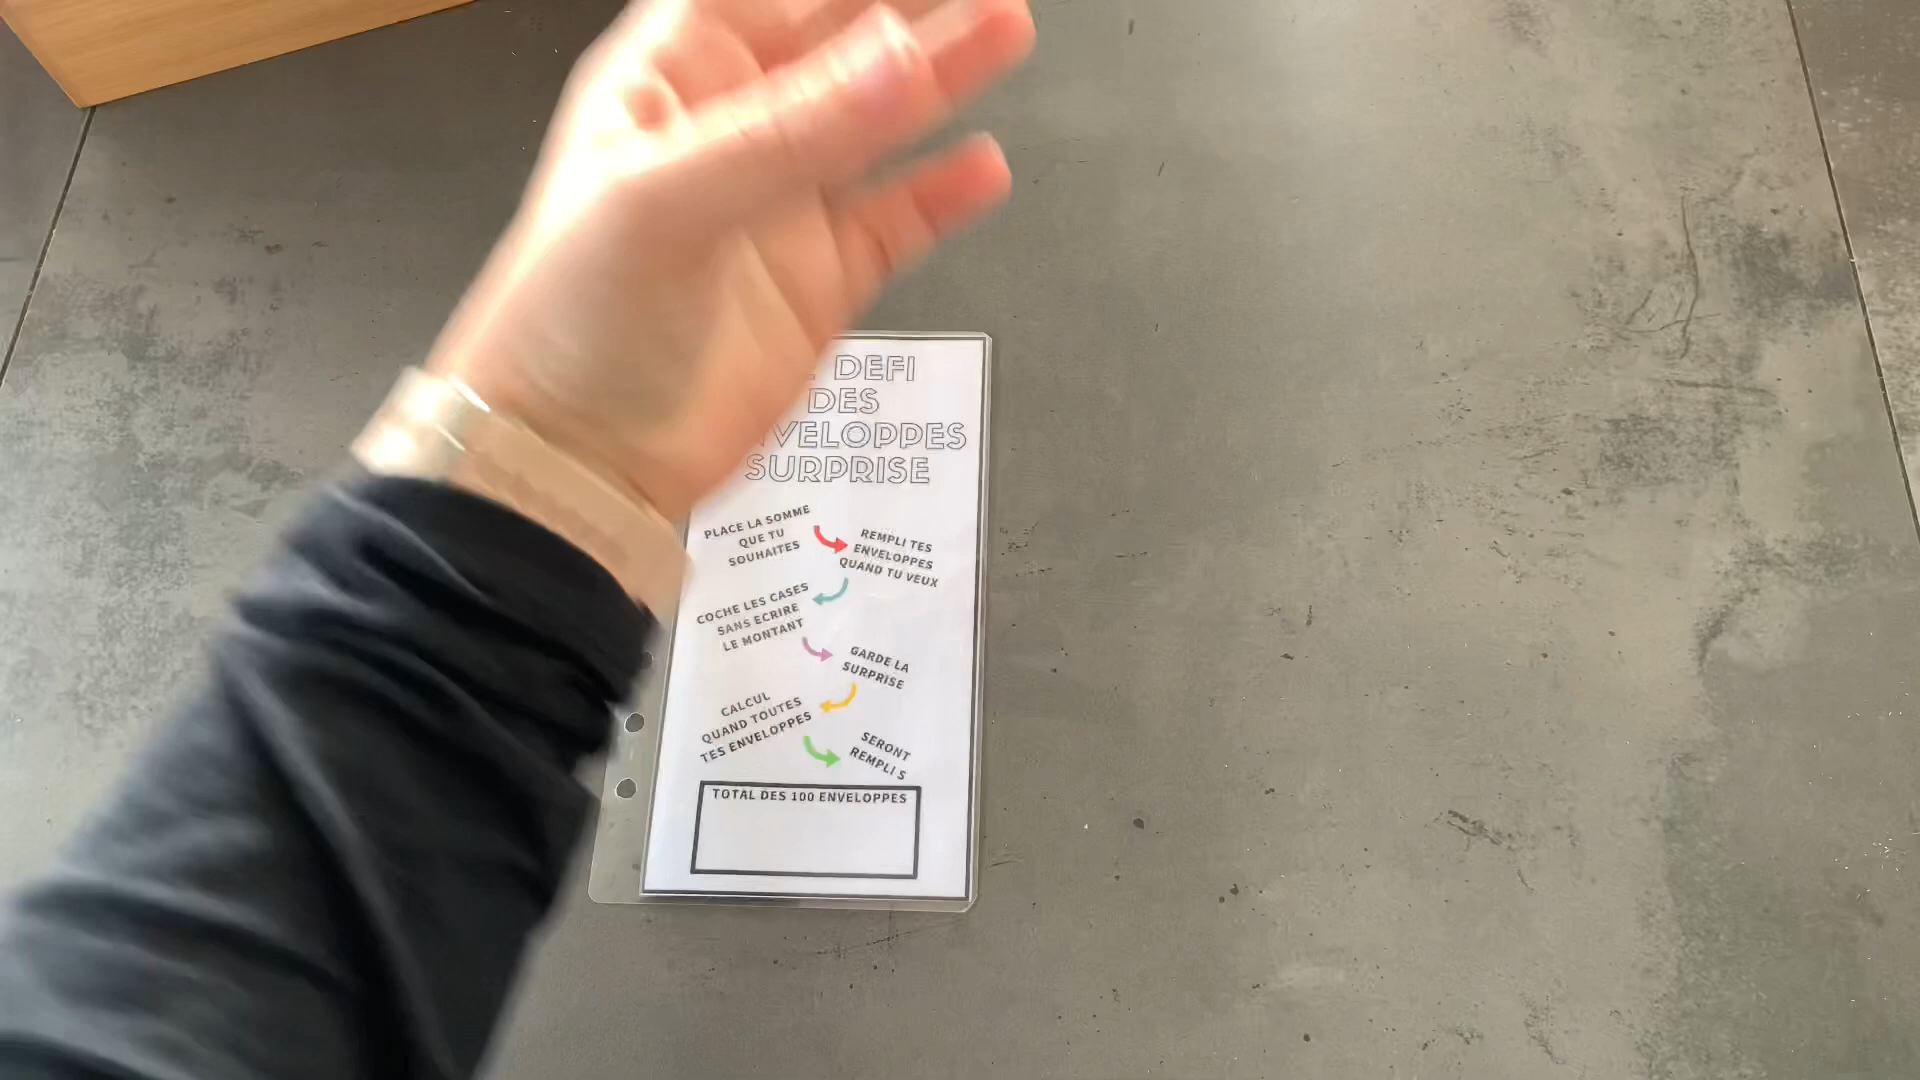 DEFI
DES
SURPRISE
PLACE LA SOMME
QUE TU
SOUHAITES
REMPLI TES
ENVELOPPES
QUAND TU VEUX
COCHE LES CASES
SANS ECRIRE
LE MONTANT
GARDE LA
SURPRISE
CALCUL
QUAND TOUTES
TES ENVELOPPES
SERONT
REMPLI S
TOTAL DES 100 ENVELOPPES